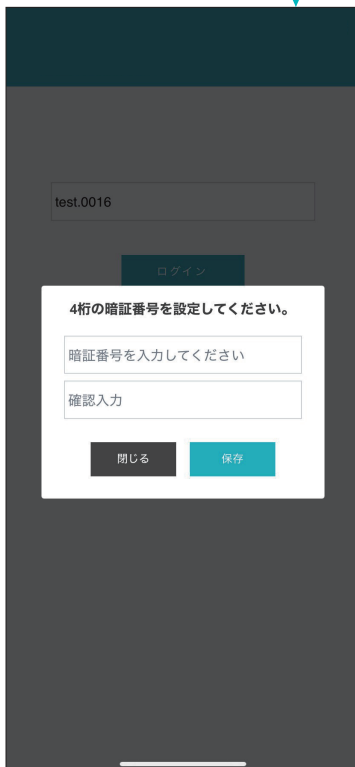 test.0016
ログイン
4桁の暗証番号を設定してください。
暗証番号を入力してください
確認入力
閉じる
保存